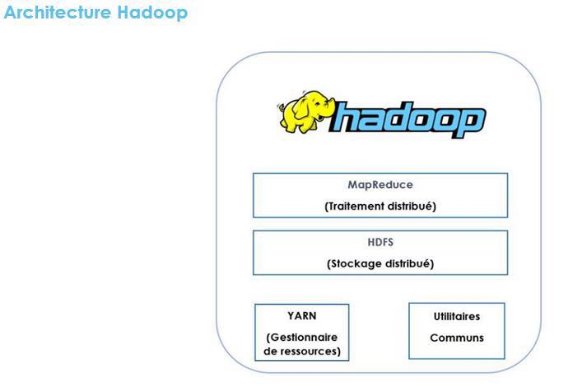 Architecture Hadoop
hadoop
MapReduce
(Traitement distribué)
HDFS
(Stockage distribué)
YARN
(Gestionnaire
de ressources)
Utilitaires
Communs